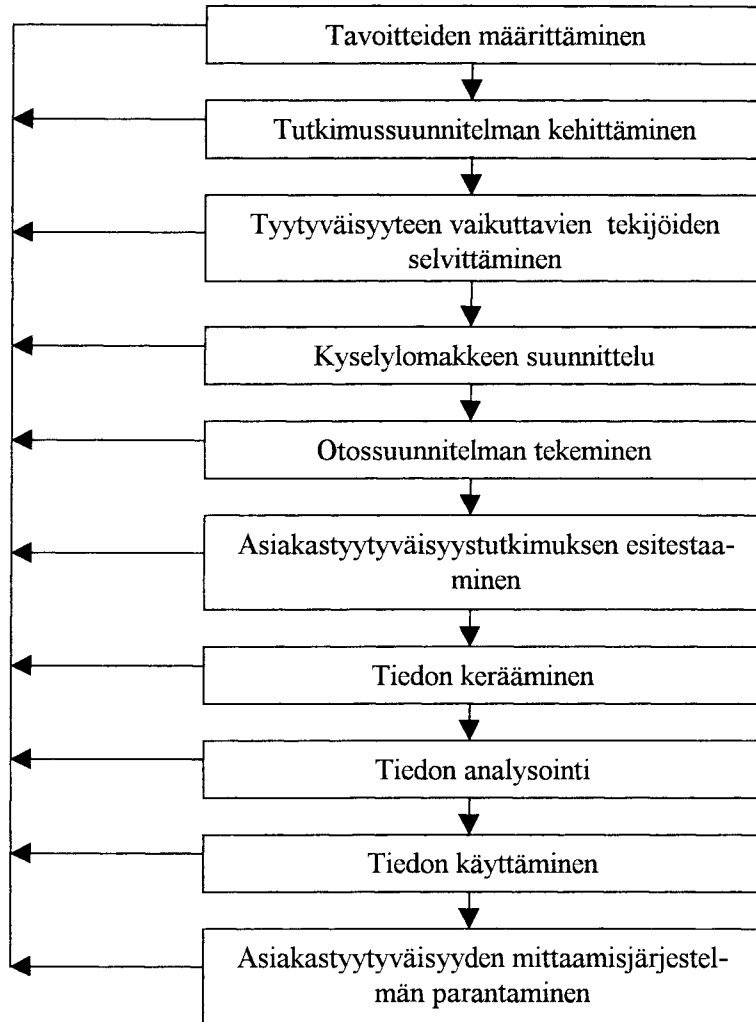 Tavoitteiden määrittäminen
Tutkimussuunnitelman kehittäminen
Tyytyväisyyteen vaikuttavien tekijöiden
selvittäminen
Kyselylomakkeen suunnittelu
Otossuunnitelman tekeminen
Asiakastyytyväisyystutkimuksen esitestaa-
minen
Tiedon kerääminen
Tiedon analysointi
Tiedon käyttäminen
Asiakastyytyväisyyden mittaamisjärjestel-
män parantaminen